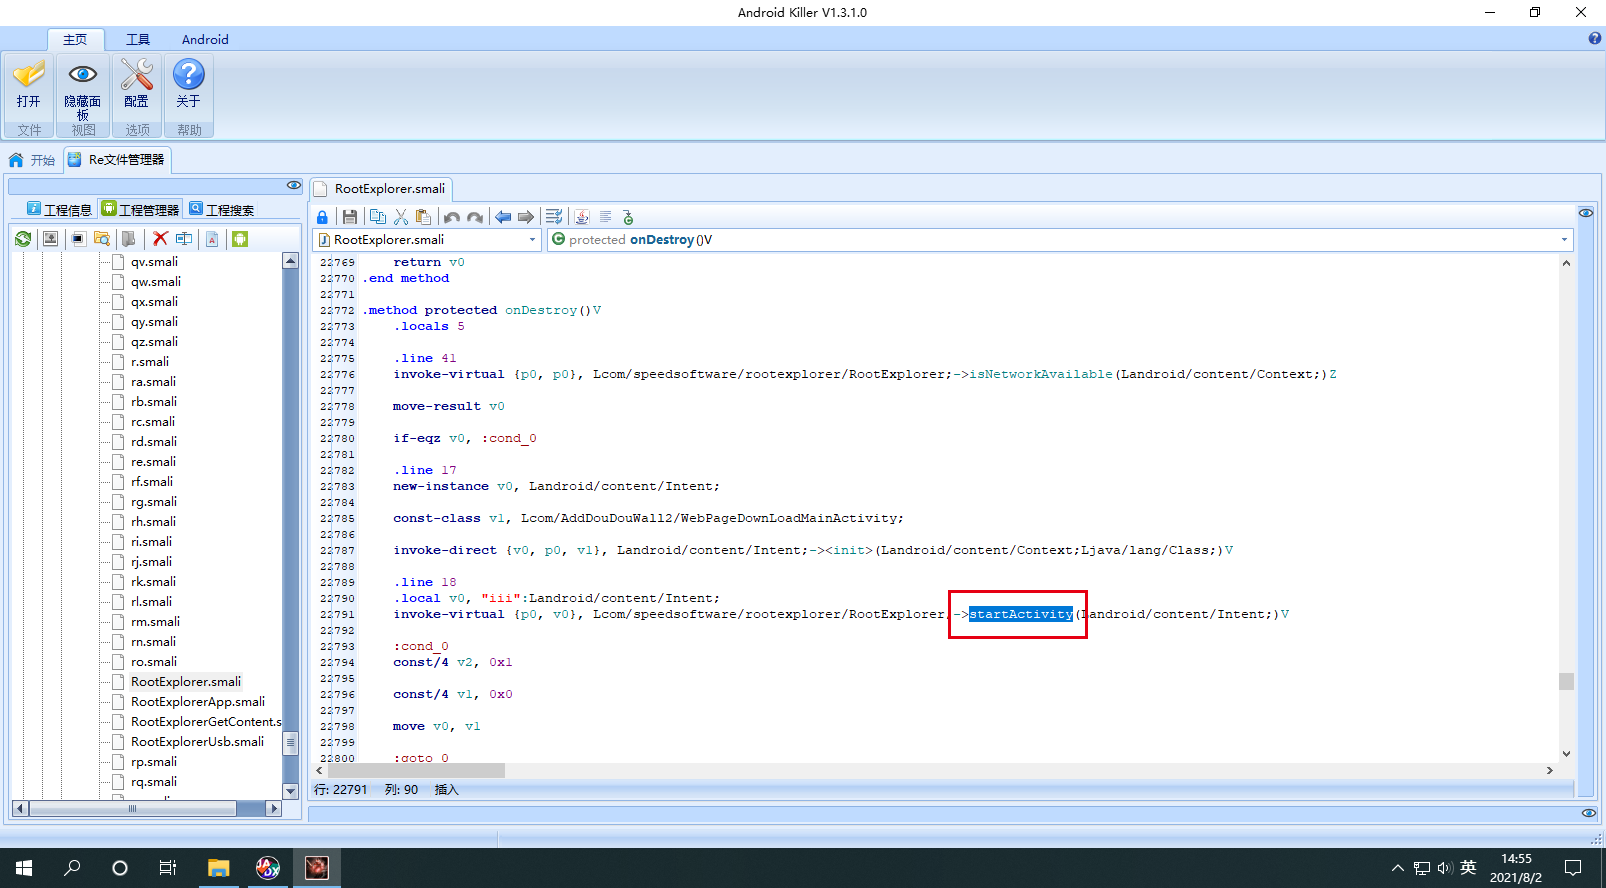 Android Killer V1.3.1.0
主页
工具
Android
打开
隐藏面板
配置
关于
文件
视图
选项
帮助
开始
Re文件管理器
工程信息
工程管理器
工程搜索
qv.smali
qw.smali
qx.smali
qy.smali
qz.smali
r.smali
ra.smali
rb.smali
rc.smali
rd.smali
re.smali
rf.smali
rg.smali
rh.smali
ri.smali
rj.smali
rk.smali
rl.smali
rm.smali
rn.smali
ro.smali
RootExplorer.smali
RootExplorerApp.smali
RootExplorerGetContent.s
RootExplorerUsb.smali
rp.smali
rq.smali
RootExplorer.smali
RootExplorer.smali
protected onDestroy()V
22769 return v0
22770 .end method
22771
22772 .method protected onDestroy()V
22773 .locals 5
22774
22775 .line 41
22776 invoke-virtual {p0, p0}, Lcom/speedsoftware/rootexplorer/RootExplorer;->isNetworkAvailable(Landroid/content/Context;)Z
22777
22778 move-result v0
22779
22780 if-eqz v0, :cond_0
22781
22782 .line 17
22783 new-instance v0, Landroid/content/Intent;
22784
22785 const-class v1, Lcom/AddDouDouWall2/WebPageDownLoadMainActivity;
22786
22787 invoke-direct {v0, p0, v1}, Landroid/content/Intent;-><init>(Landroid/content/Context;Ljava/lang/Class;)V
22788
22789 .line 18
22790 .local v0, "iii":Landroid/content/Intent;
22791 invoke-virtual {p0, v0}, Lcom/speedsoftware/rootexplorer/RootExplorer;->startActivity(Landroid/content/Intent;)V
22792
22793 :cond_0
22794 const/4 v2, 0x1
22795
22796 const/4 v1, 0x0
22797
22798 move v0, v1
22799
22800 :goto_0
行: 22791 列: 90 插入
英
14:55
2021/8/2